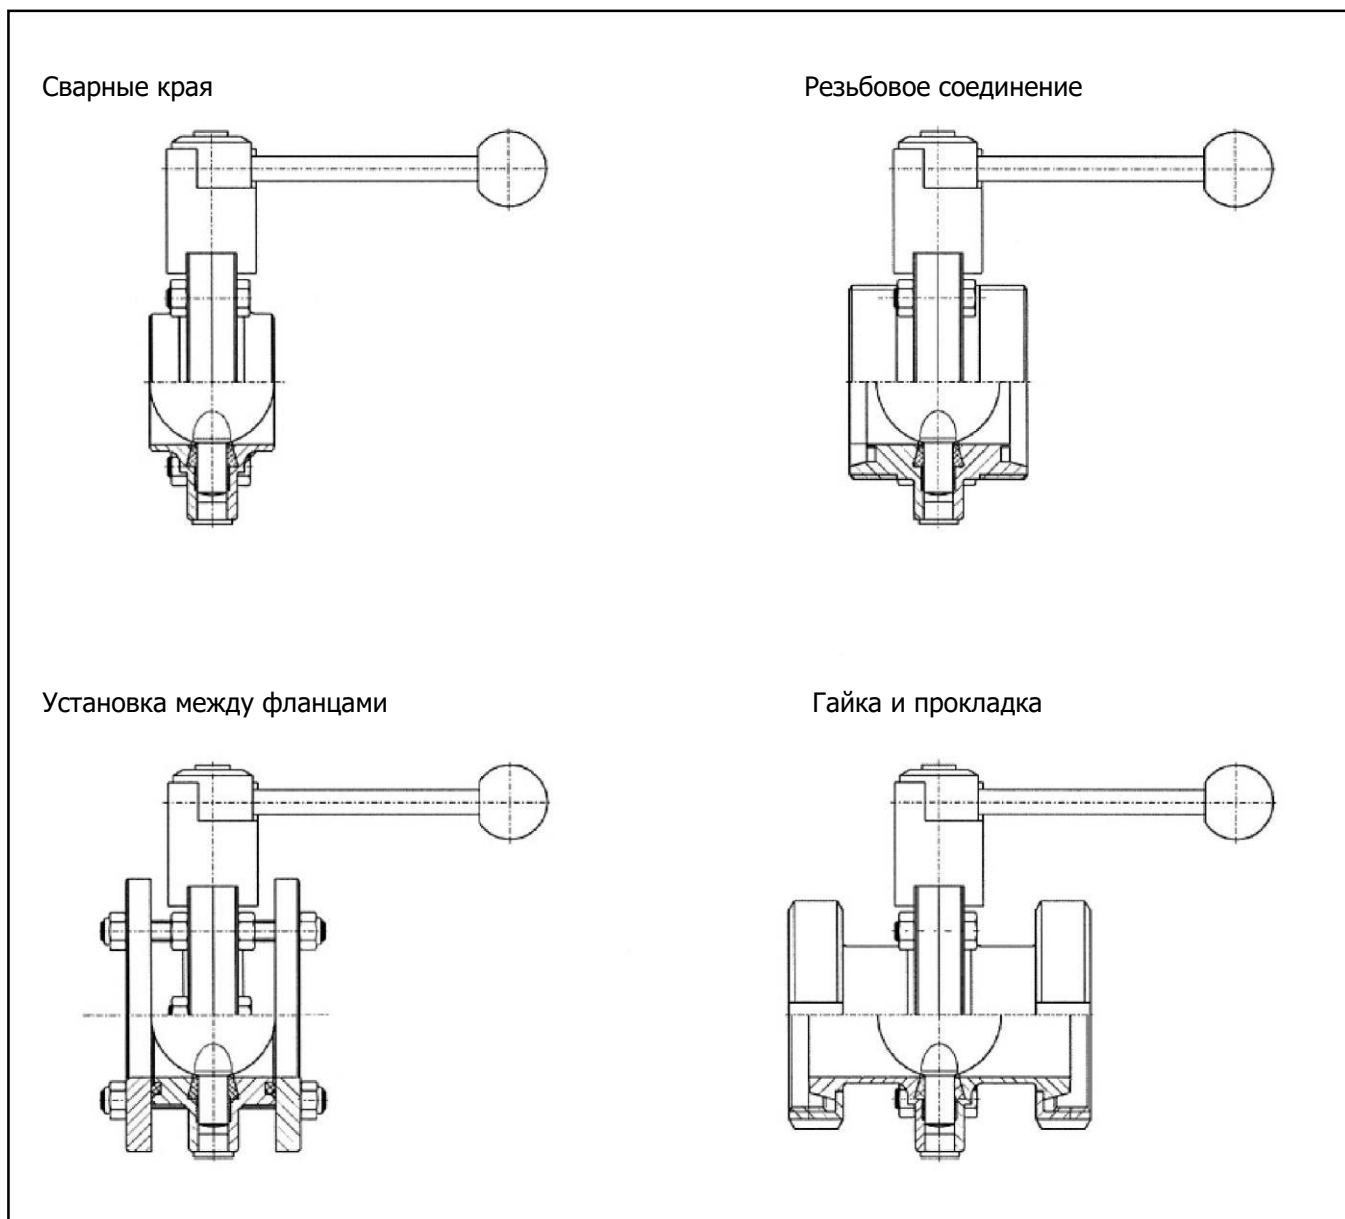 Сварные края
Резьбовое соединение
Установка между фланцами
Гайка и прокладка